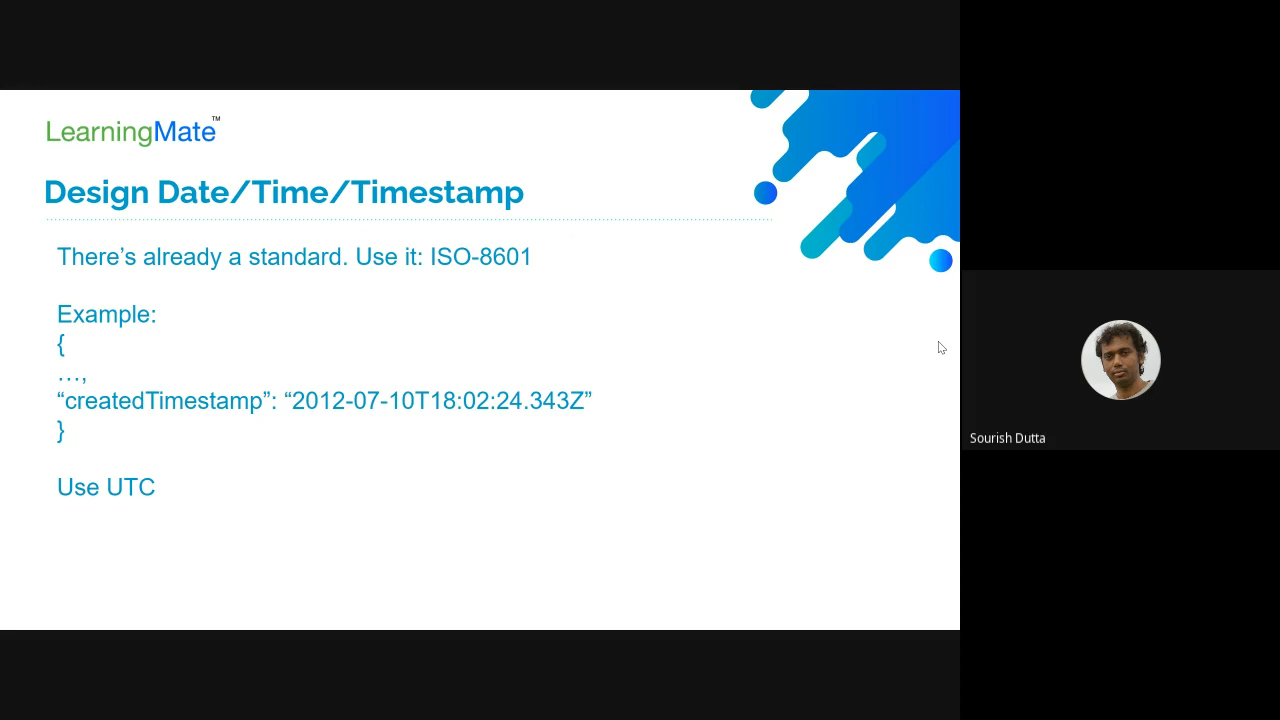 LearningMate™
Design Date/Time/Timestamp
There’s already a standard. Use it: ISO-8601
Example:
{
…,
“createdTimestamp”: “2012-07-10T18:02:24.343Z”
}
Use UTC
Sourish Dutta